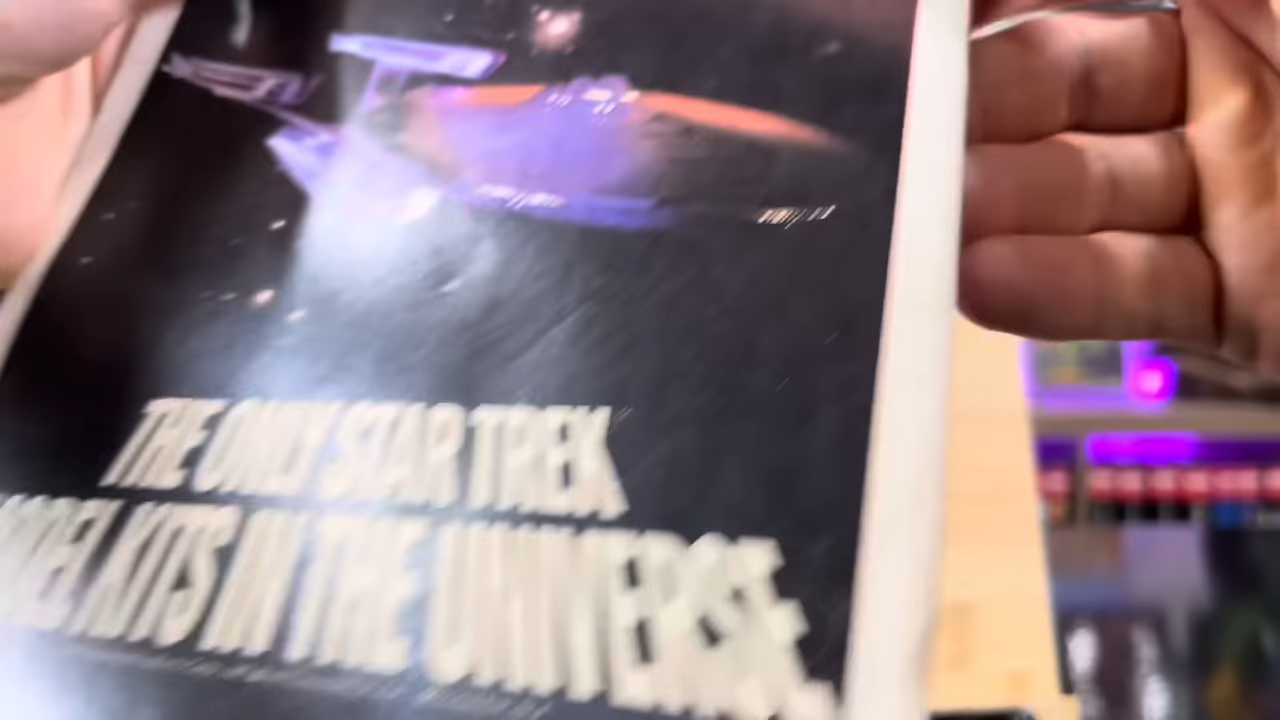 THE ONLY STAR TREK
MODEL KITS IN THE UNIVERSE.